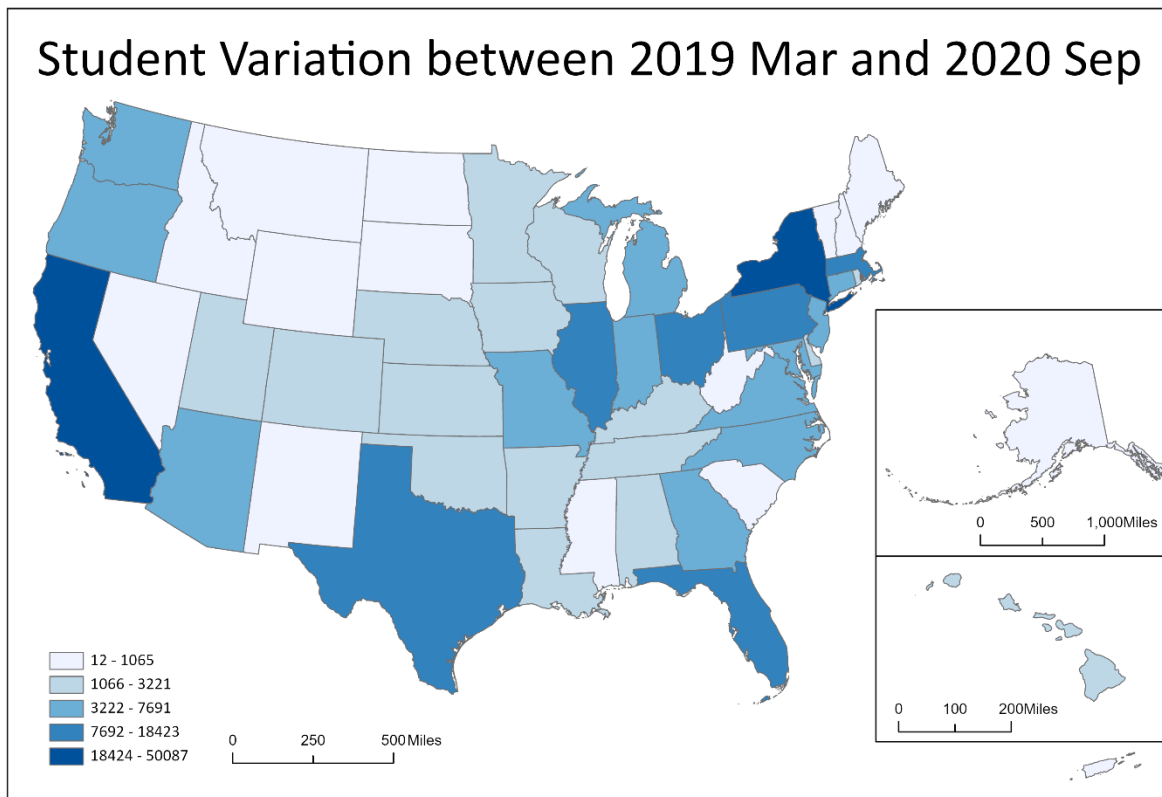 Student Variation between 2019 Mar and 2020 Sep
0 500 1,000Miles
12 - 1065
1066 - 3221
3222 - 7691
7692 - 18423
18424 - 50087
0 250 500Miles
0 100 200Miles